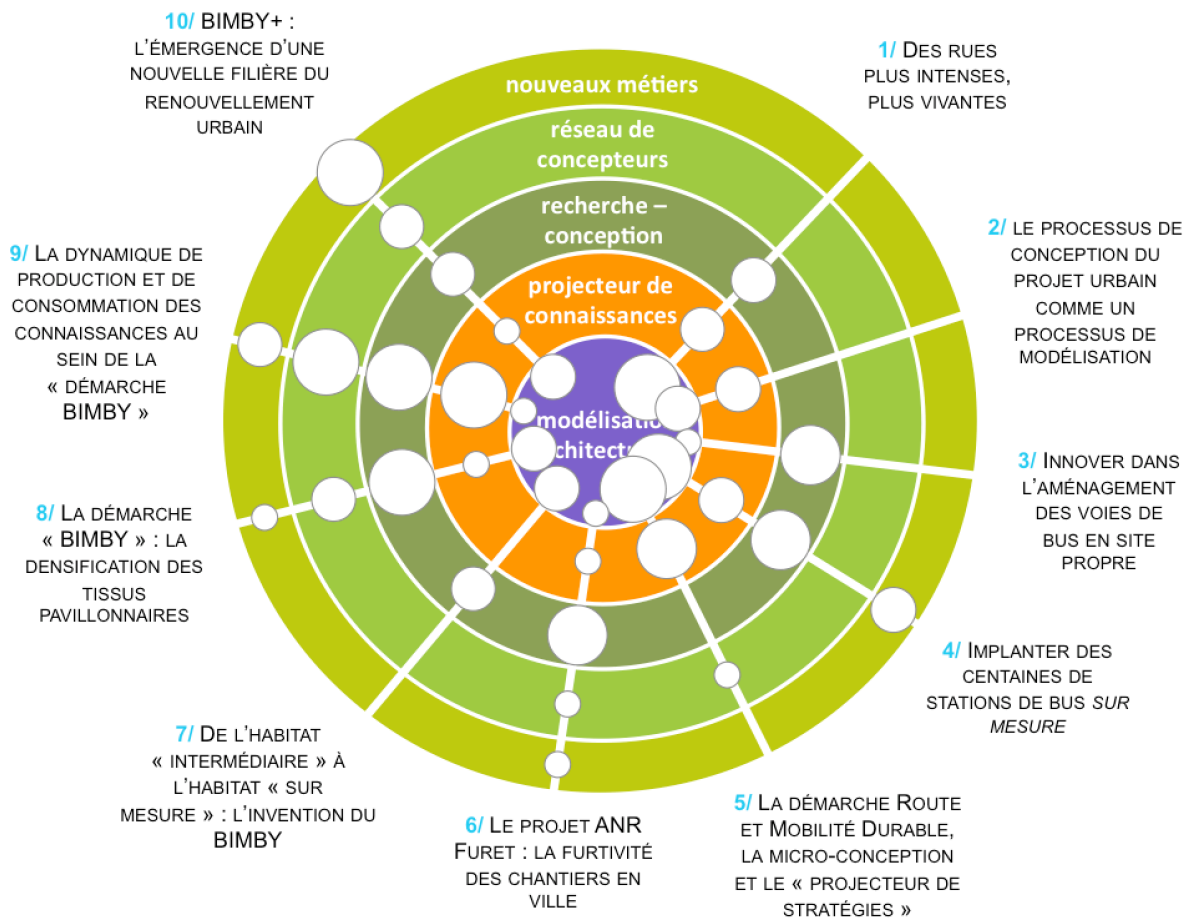 10/ BIMBY+ :
L'ÉMERGENCE D'UNE
NOUVELLE FILIÈRE DU
RENOUVELLEMENT
URBAIN
1/ DES RUES
PLUS INTENSES,
PLUS VIVANTES
2/ LE PROCESSUS DE
CONCEPTION DU
PROJET URBAIN
COMME UN
PROCESSUS DE
MODÉLISATION
3/ INNOVER DANS
L'AMÉNAGEMENT
DES VOIES DE
BUS EN SITE
PROPRE
4/ IMPLANTER DES
CENTAINES DE
STATIONS DE BUS SUR
MESURE
5/ LA DÉMARCHE ROUTE
ET MOBILITÉ DURABLE,
LA MICRO-CONCEPTION
ET LE « PROJECTEUR DE
STRATÉGIES »
6/ LE PROJET ANR
FURET : LA FURTIVITÉ
DES CHANTIERS EN
VILLE
7/ DE L'HABITAT
« INTERMÉDIAIRE » À
L'HABITAT « SUR
MESURE » : L'INVENTION DU
BIMBY
8/ LA DÉMARCHE
« BIMBY » : LA
DENSIFICATION DES
TISSUS
PAVILLONNAIRES
9/ LA DYNAMIQUE DE
PRODUCTION ET DE
CONSOMMATION DES
CONNAISSANCES AU
SEIN DE LA
« DÉMARCHE
BIMBY »
nouveaux métiers
réseau de
concepteurs
recherche –
conception
projecteur de
connaissances